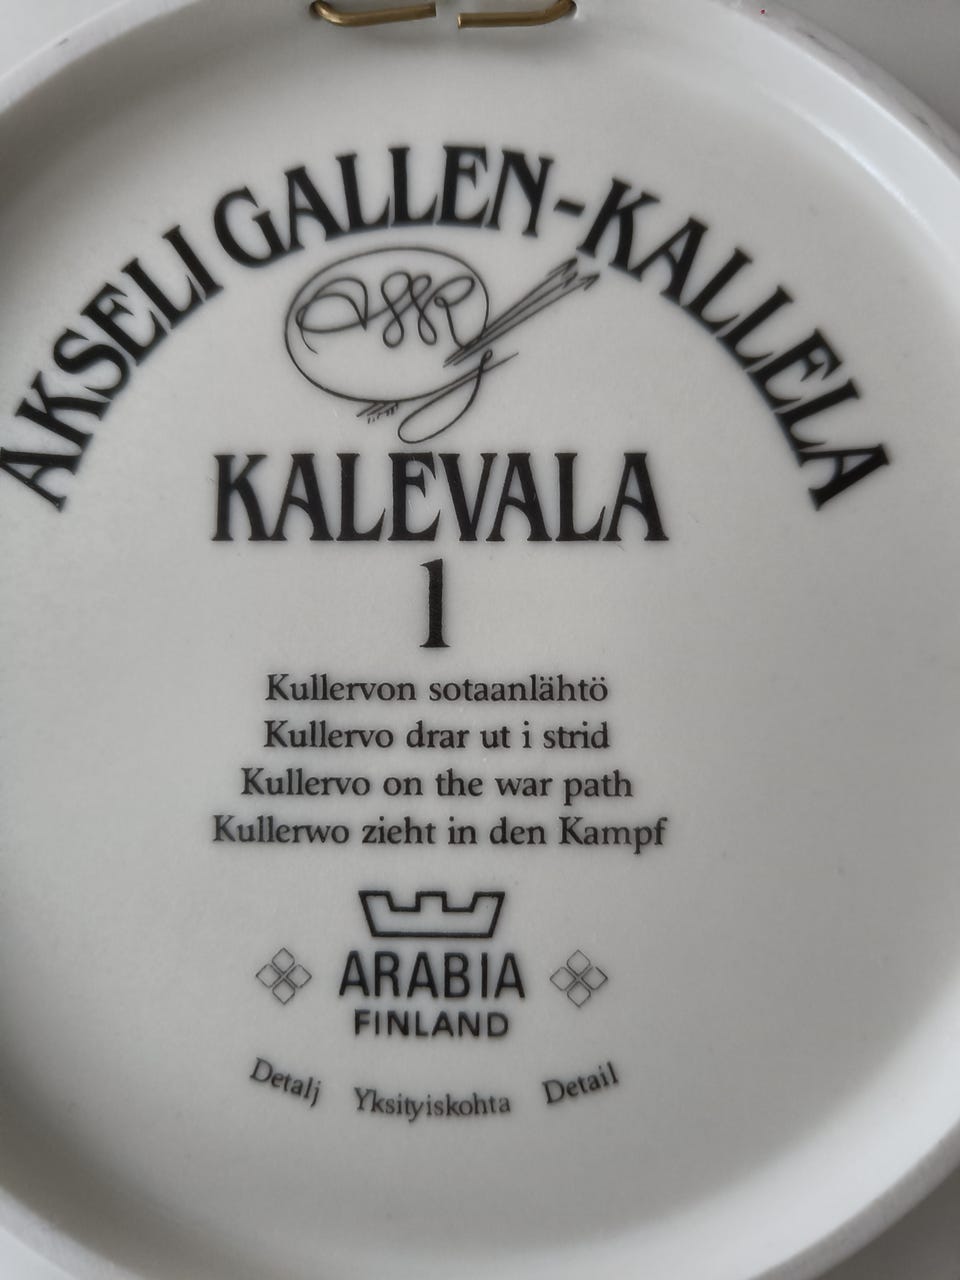 AKSELI GALLEN-KALLELA
KALEVALA
1
Kullervon sotaanlähtö
Kullervo drar ut i strid
Kullervo on the war path
Kullerwo zieht in den Kampf
ARABIA
FINLAND
Detalj Yksityiskohta Detail